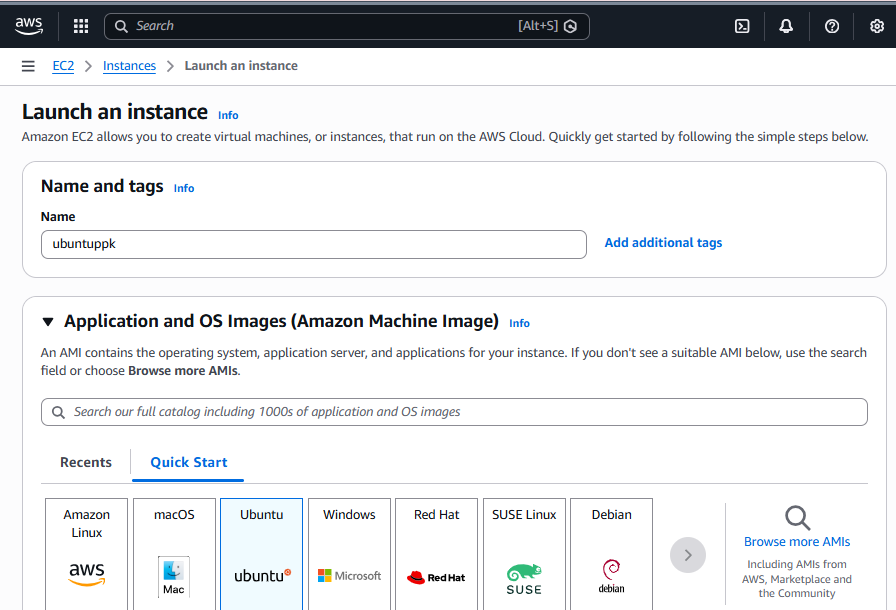 aws
Search
[Alt+S]
EC2
Instances
Launch an instance
Launch an instance Info
Amazon EC2 allows you to create virtual machines, or instances, that run on the AWS Cloud. Quickly get started by following the simple steps below.
Name and tags Info
Name
ubuntuppk
Add additional tags
Application and OS Images (Amazon Machine Image) Info
An AMI contains the operating system, application server, and applications for your instance. If you don't see a suitable AMI below, use the search
field or choose Browse more AMIs.
Search our full catalog including 1000s of application and OS images
Recents
Quick Start
Amazon
Linux
aws
macOS
Mac
Ubuntu
ubuntu
Windows
Microsoft
Red Hat
Red Hat
SUSE Linux
SUSE
Debian
debian
Browse more AMIs
Including AMIs from
AWS, Marketplace and
the Community